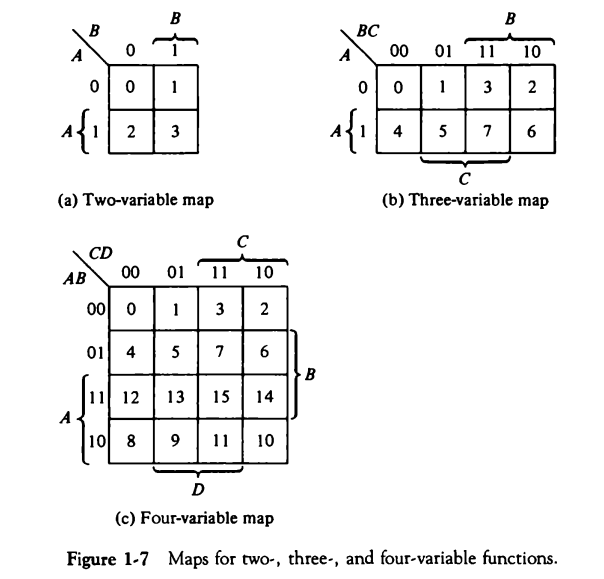 B B
A 0 1
0 0 1
A 1 2 3
(a) Two-variable map
BC B
A 00 01 11 10
0 0 1 3 2
A 1 4 5 7 6
C
(b) Three-variable map
C
CD
AB 00 01 11 10
00 0 1 3 2
01 4 5 7 6
B
11 12 13 15 14
A
10 8 9 11 10
D
(c) Four-variable map
Figure 1-7 Maps for two-, three-, and four-variable functions.